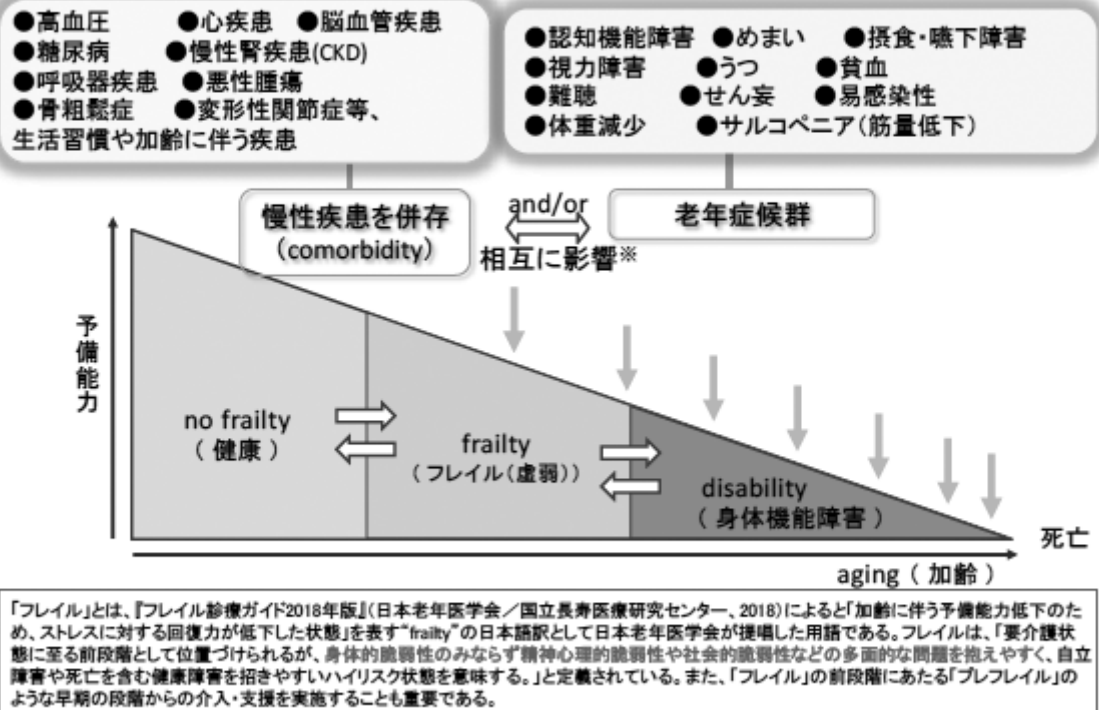 ●高血圧 ●心疾患 ●脳血管疾患
●糖尿病 ●慢性腎疾患(CKD)
●呼吸器疾患 ●悪性腫瘍
●骨粗鬆症 ●変形性関節症等、
生活習慣や加齢に伴う疾患
●認知機能障害 ●めまい ●摂食・嚥下障害
●視力障害 ●うつ ●貧血
●難聴 ●せん妄 ●易感染性
●体重減少 ●サルコペニア(筋量低下)
慢性疾患を併存
(comorbidity)
and/or
相互に影響※
老年症候群
予備能力
no frailty
(健康)
frailty
(フレイル(虚弱))
disability
(身体機能障害)
死亡
aging(加齢)
「フレイル」とは、『フレイル診療ガイド2018年版』(日本老年医学会/国立長寿医療研究センター、2018)によると「加齢に伴う予備能力低下のた
め、ストレスに対する回復力が低下した状態」を表す“frailty”の日本語訳として日本老年医学会が提唱した用語である。フレイルは、「要介護状
態に至る前段階として位置づけられるが、身体的脆弱性のみならず精神心理的脆弱性や社会的脆弱性などの多面的な問題を抱えやすく、自立
障害や死亡を含む健康障害を招きやすいハイリスク状態を意味する。」と定義されている。また、「フレイル」の前段階にあたる「プレフレイル」の
ような早期の段階からの介入・支援を実施することも重要である。